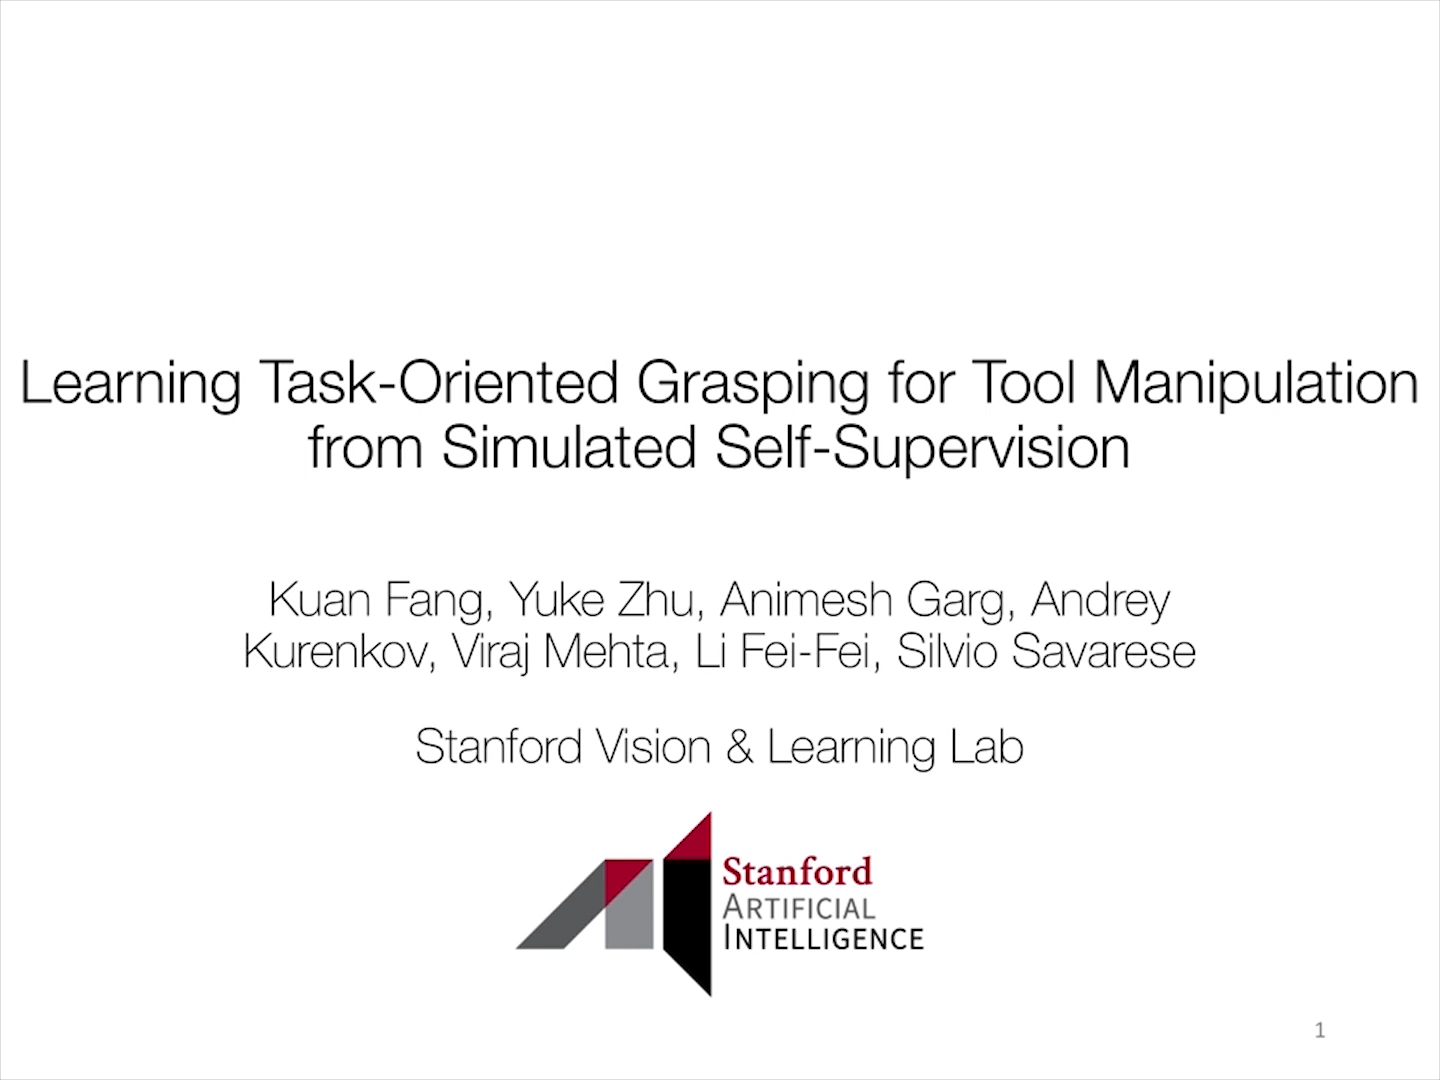 Learning Task-Oriented Grasping for Tool Manipulation
from Simulated Self-Supervision
Kuan Fang, Yuke Zhu, Animesh Garg, Andrey
Kurenkov, Viraj Mehta, Li Fei-Fei, Silvio Savarese
Stanford Vision & Learning Lab
Stanford
ARTIFICIAL
INTELLIGENCE
1